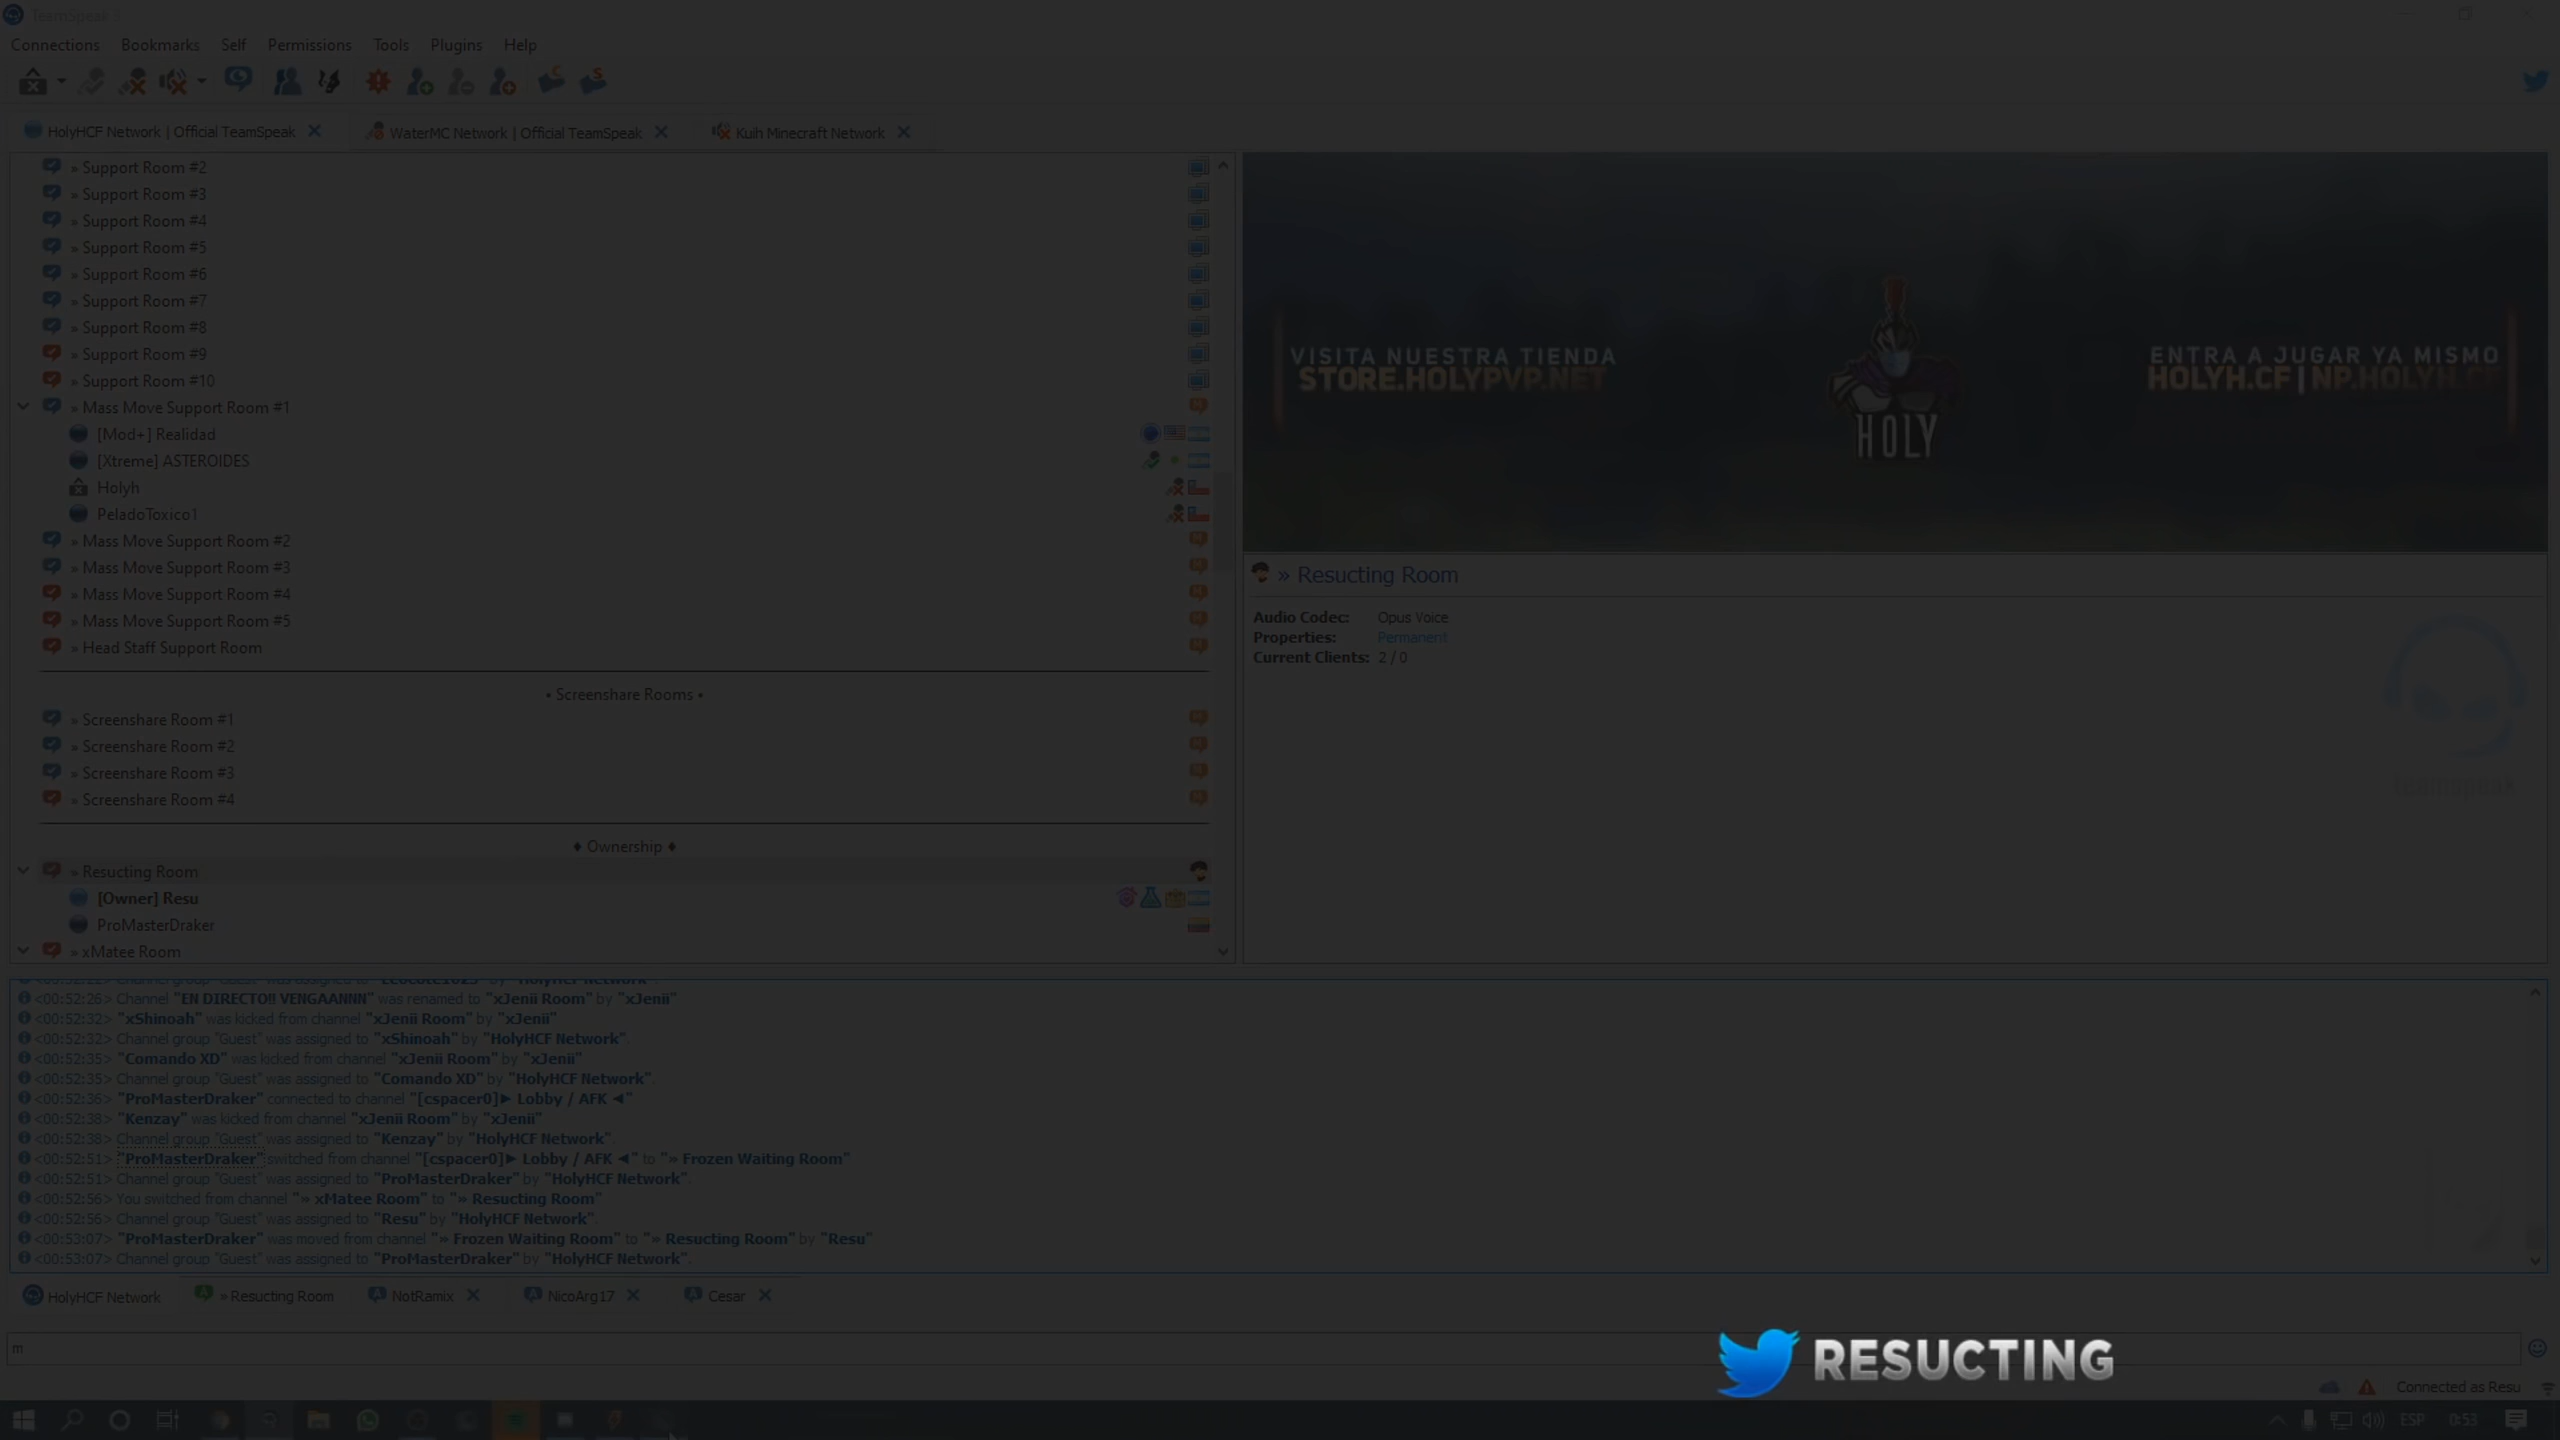 TeamSpeak 3
Connections Bookmarks Self Permissions Tools Plugins Help
HolyHCF Network | Official TeamSpeak
WaterMC Network | Official TeamSpeak
Kuih Minecraft Network
» Support Room #2
» Support Room #3
» Support Room #4
» Support Room #5
» Support Room #6
» Support Room #7
» Support Room #8
» Support Room #9
» Support Room #10
» Mass Move Support Room #1
[Mod+] Realidad
[Xtreme] ASTEROIDES
Holyh
PeladoToxico1
» Mass Move Support Room #2
» Mass Move Support Room #3
» Mass Move Support Room #4
» Mass Move Support Room #5
» Head Staff Support Room
• Screenshare Rooms •
» Screenshare Room #1
» Screenshare Room #2
» Screenshare Room #3
» Screenshare Room #4
♦ Ownership ♦
» Resucting Room
[Owner] Resu
ProMasterDraker
» xMatee Room
VISITA NUESTRA TIENDA
STORE.HOLYPVP.NET
HOLY
ENTRA A JUGAR YA MISMO
HOLYH.CF | NP.HOLYH.CF
» Resucting Room
Audio Codec: Opus Voice
Properties: Permanent
Current Clients: 2 / 0
teamspeak
<00:52:26> Channel "EN DIRECTO!! VENGAANNN" was renamed to "xJenii Room" by "xJenii"
<00:52:32> "xShinoah" was kicked from channel "xJenii Room" by "xJenii"
<00:52:32> Channel group "Guest" was assigned to "xShinoah" by "HolyHCF Network".
<00:52:35> "Comando XD" was kicked from channel "xJenii Room" by "xJenii"
<00:52:35> Channel group "Guest" was assigned to "Comando XD" by "HolyHCF Network".
<00:52:36> "ProMasterDraker" connected to channel "[cspacer0]► Lobby / AFK ◄"
<00:52:38> "Kenzay" was kicked from channel "xJenii Room" by "xJenii"
<00:52:38> Channel group "Guest" was assigned to "Kenzay" by "HolyHCF Network".
<00:52:51> "ProMasterDraker" switched from channel "[cspacer0]► Lobby / AFK ◄" to "» Frozen Waiting Room"
<00:52:51> Channel group "Guest" was assigned to "ProMasterDraker" by "HolyHCF Network".
<00:52:56> You switched from channel "» xMatee Room" to "» Resucting Room"
<00:52:56> Channel group "Guest" was assigned to "Resu" by "HolyHCF Network".
<00:53:07> "ProMasterDraker" was moved from channel "» Frozen Waiting Room" to "» Resucting Room" by "Resu"
<00:53:07> Channel group "Guest" was assigned to "ProMasterDraker" by "HolyHCF Network".
HolyHCF Network
» Resucting Room
NotRamix
NicoArg17
Cesar
m
RESUCTING
Connected as Resu
ESP
0:53